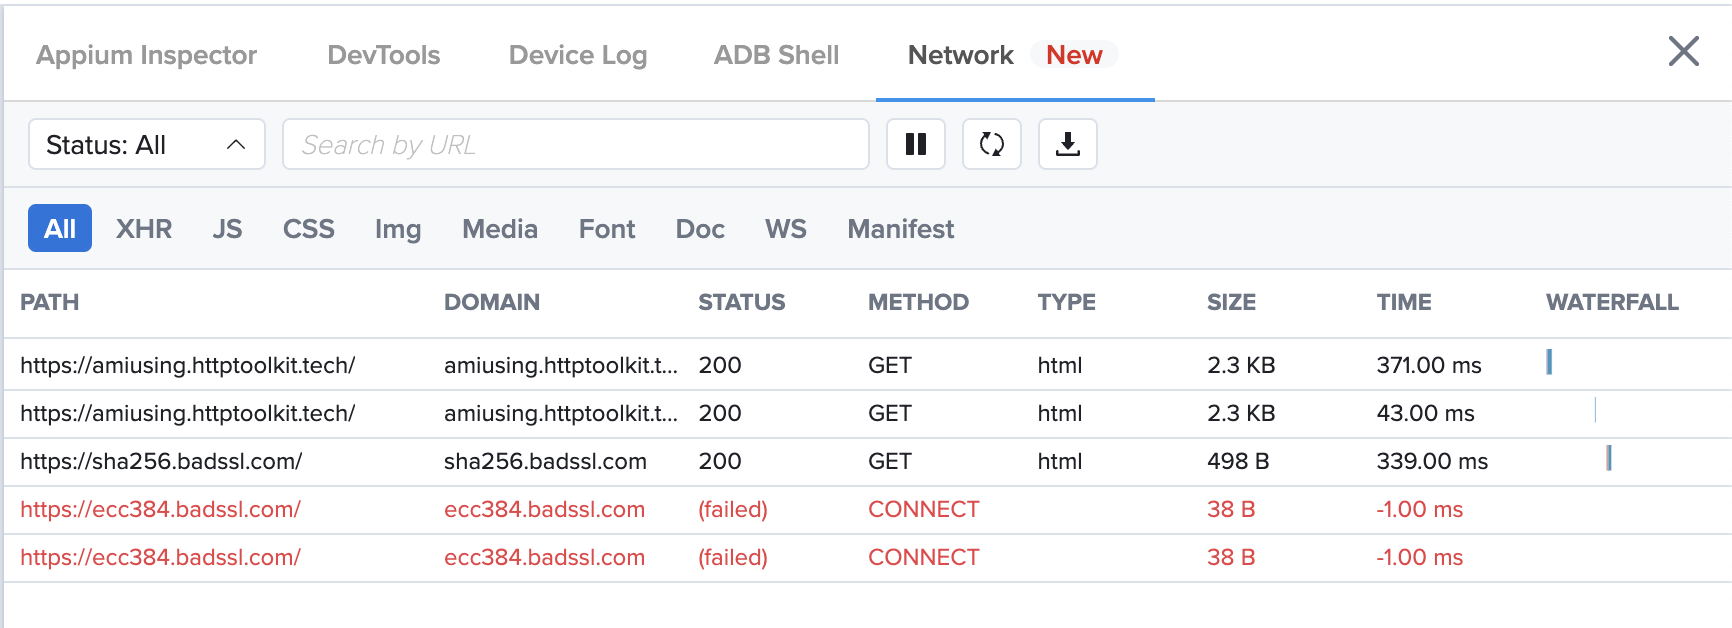 Appium Inspector DevTools Device Log ADB Shell Network New
Status: All Search by URL
All XHR JS CSS Img Media Font Doc WS Manifest
PATH DOMAIN STATUS METHOD TYPE SIZE TIME WATERFALL
https://amiusing.httptoolkit.tech/ amiusing.httptoolkit.t... 200 GET html 2.3 KB 371.00 ms
https://amiusing.httptoolkit.tech/ amiusing.httptoolkit.t... 200 GET html 2.3 KB 43.00 ms
https://sha256.badssl.com/ sha256.badssl.com 200 GET html 498 B 339.00 ms
https://ecc384.badssl.com/ ecc384.badssl.com (failed) CONNECT 38 B -1.00 ms
https://ecc384.badssl.com/ ecc384.badssl.com (failed) CONNECT 38 B -1.00 ms